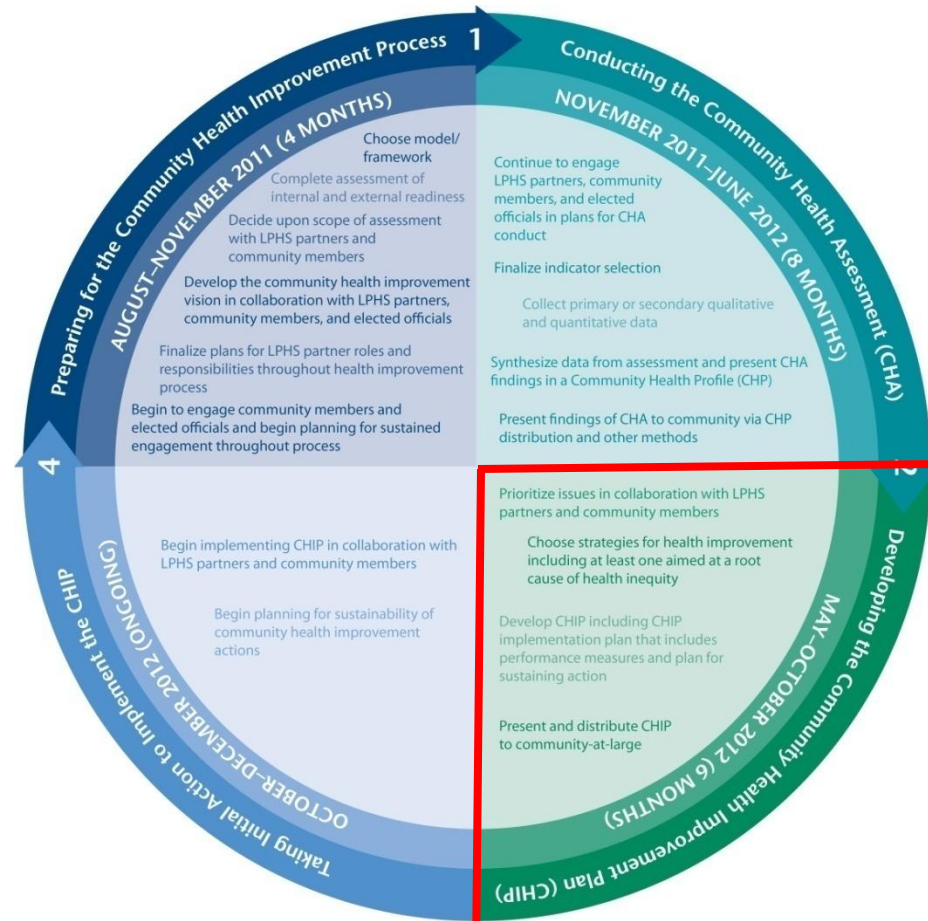 Preparing for the Community Health Improvement Process
1
AUGUST–NOVEMBER 2011 (4 MONTHS)
Choose model/
framework
Complete assessment of
internal and external readiness
Decide upon scope of assessment
with LPHS partners and
community members
Develop the community health improvement
vision in collaboration with LPHS partners,
community members, and elected officials
Finalize plans for LPHS partner roles and
responsibilities throughout health improvement
process
Begin to engage community members and
elected officials and begin planning for sustained
engagement throughout process
Conducting the Community Health Assessment (CHA)
NOVEMBER 2011–JUNE 2012 (8 MONTHS)
Continue to engage
LPHS partners, community
members, and elected
officials in plans for CHA
conduct
Finalize indicator selection
Collect primary or secondary qualitative
and quantitative data
Synthesize data from assessment and present CHA
findings in a Community Health Profile (CHP)
Present findings of CHA to community via CHP
distribution and other methods
2
Developing the Community Health Improvement Plan (CHIP)
MAY–OCTOBER 2012 (6 MONTHS)
Prioritize issues in collaboration with LPHS
partners and community members
Choose strategies for health improvement
including at least one aimed at a root
cause of health inequity
Develop CHIP including CHIP
implementation plan that includes
performance measures and plan for
sustaining action
Present and distribute CHIP
to community-at-large
Taking Initial Action to Implement the CHIP
OCTOBER–DECEMBER 2012 (ONGOING)
Begin implementing CHIP in collaboration with
LPHS partners and community members
Begin planning for sustainability of
community health improvement
actions
4